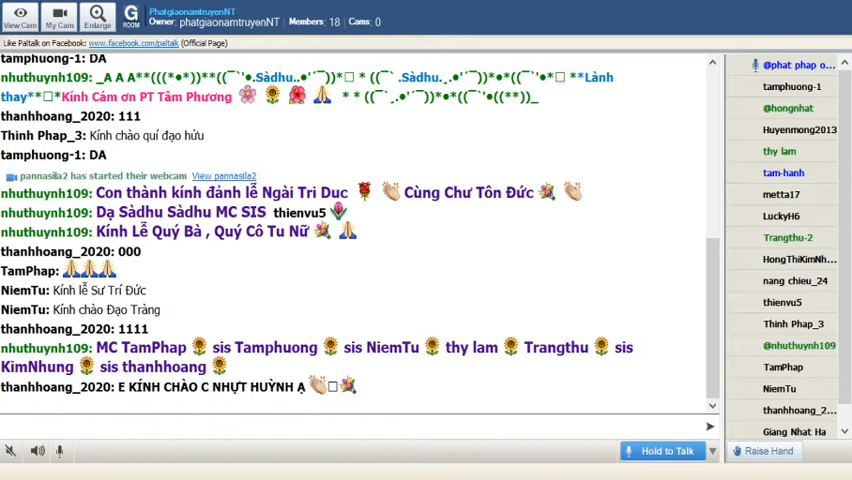 PhatgiaonamtruyenNT
Owner: phatgiaonamtruyenNT Members: 18 Cams: 0
View Cam My Cam Enlarge G ROOM
Like Paltalk on Facebook: www.facebook.com/paltalk (Official Page)
tamphuong-1: DA
nhuthuynh109: _A A A**(((*•*))**((¯`'•.Sàdhu..•'´¯))*□ * ((¯` .Sàdhu.¸.•'´¯))*•*((¯`'•*□ **Lành
thay**□*Kính Cám ơn PT Tâm Phương 🌸 🌻 🌺 🙏 * * ((¯`¸.•'´¯))*•*((¯`'•((**))_
thanhhoang_2020: 111
Thinh Phap_3: Kính chào quí đạo hửu
tamphuong-1: DA
pannasila2 has started their webcam View pannasila2
nhuthuynh109: Con thành kính đảnh lễ Ngài Tri Duc 🌹 👏 Cùng Chư Tôn Đức 💐 👏
nhuthuynh109: Dạ Sàdhu Sàdhu MC SIS thienvu5 🌷
nhuthuynh109: Kính Lễ Quý Bà , Quý Cô Tu Nữ 💐 🙏
thanhhoang_2020: 000
TamPhap: 🙏🙏🙏
NiemTu: Kính lễ Sư Trí Đức
NiemTu: Kính chào Đạo Tràng
thanhhoang_2020: 1111
nhuthuynh109: MC TamPhap 🌻 sis Tamphuong 🌻 sis NiemTu 🌻 thy lam 🌻 Trangthu 🌻 sis
KimNhung 🌻 sis thanhhoang 🌻
thanhhoang_2020: E KÍNH CHÀO C NHỰT HUỲNH Ạ 👏□💐
Hold to Talk
@phat phap o...
tamphuong-1
@hongnhat
Huyenmong2013
thy lam
tam-hanh
metta17
LuckyH6
Trangthu-2
HongThiKimNh...
nang chieu_24
thienvu5
Thinh Phap_3
@nhuthuynh109
TamPhap
NiemTu
thanhhoang_2...
Giang Nhat Ha
Raise Hand